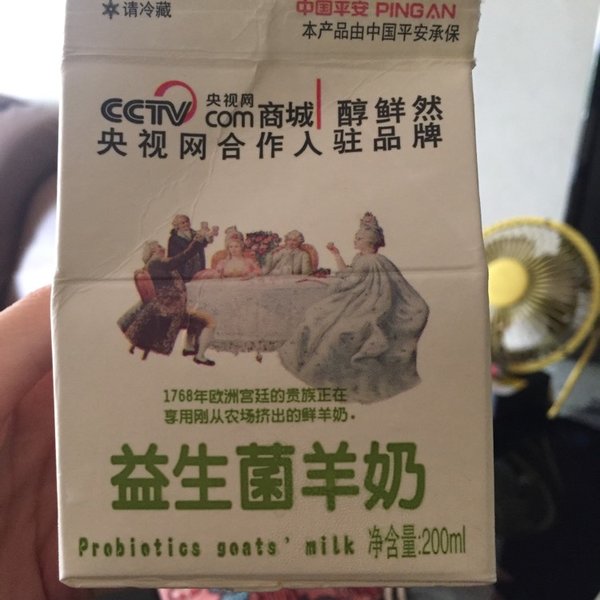 请冷藏
中国平安 PINGAN
本产品由中国平安承保
CCTV 央视网 com 商城 醇鲜然
央视网合作入驻品牌
1768年欧洲宫廷的贵族正在
享用刚从农场挤出的鲜羊奶。
益生菌羊奶
Probiotics goats' milk 净含量:200ml